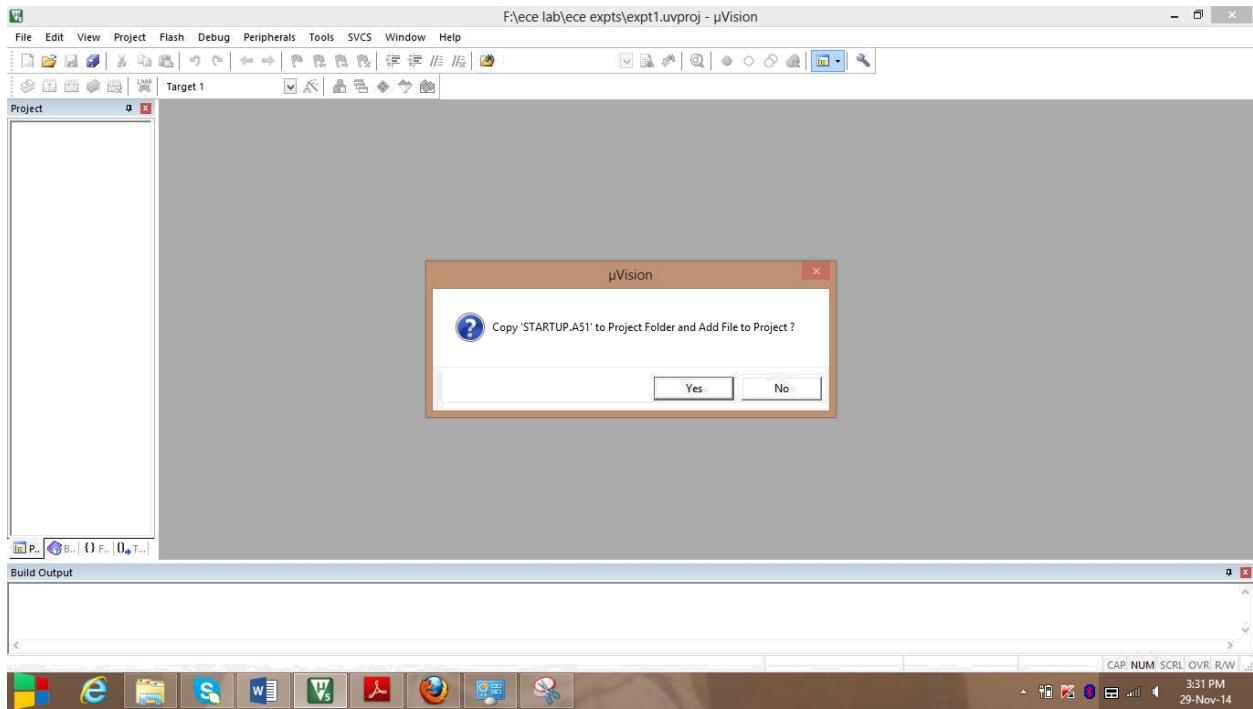 F:\ece lab\ece expts\expt1.uvproj - µVision
File Edit View Project Flash Debug Peripherals Tools SVCS Window Help
Target 1
Project
µVision
Copy 'STARTUP.A51' to Project Folder and Add File to Project ?
Yes No
P.. B.. {} F.. T...
Build Output
CAP NUM SCRL OVR R/W
3:31 PM
29-Nov-14